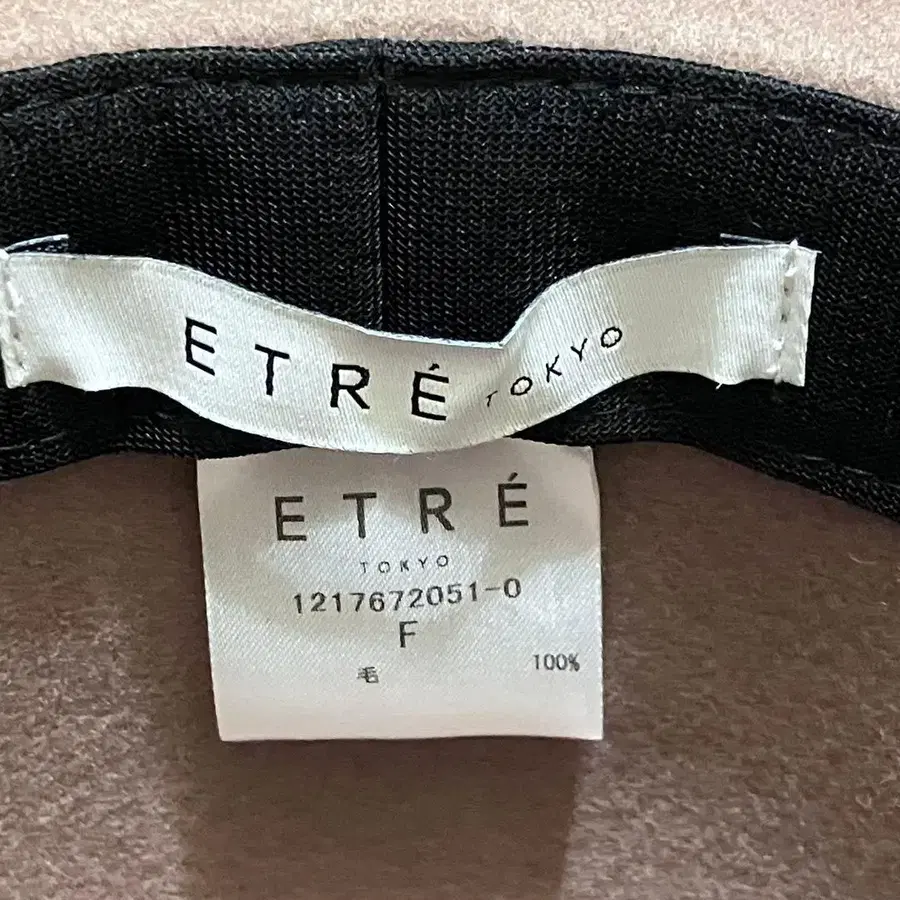 ETRÉ TOKYO
ETRÉ
TOKYO
1217672051-0
F
毛 100%